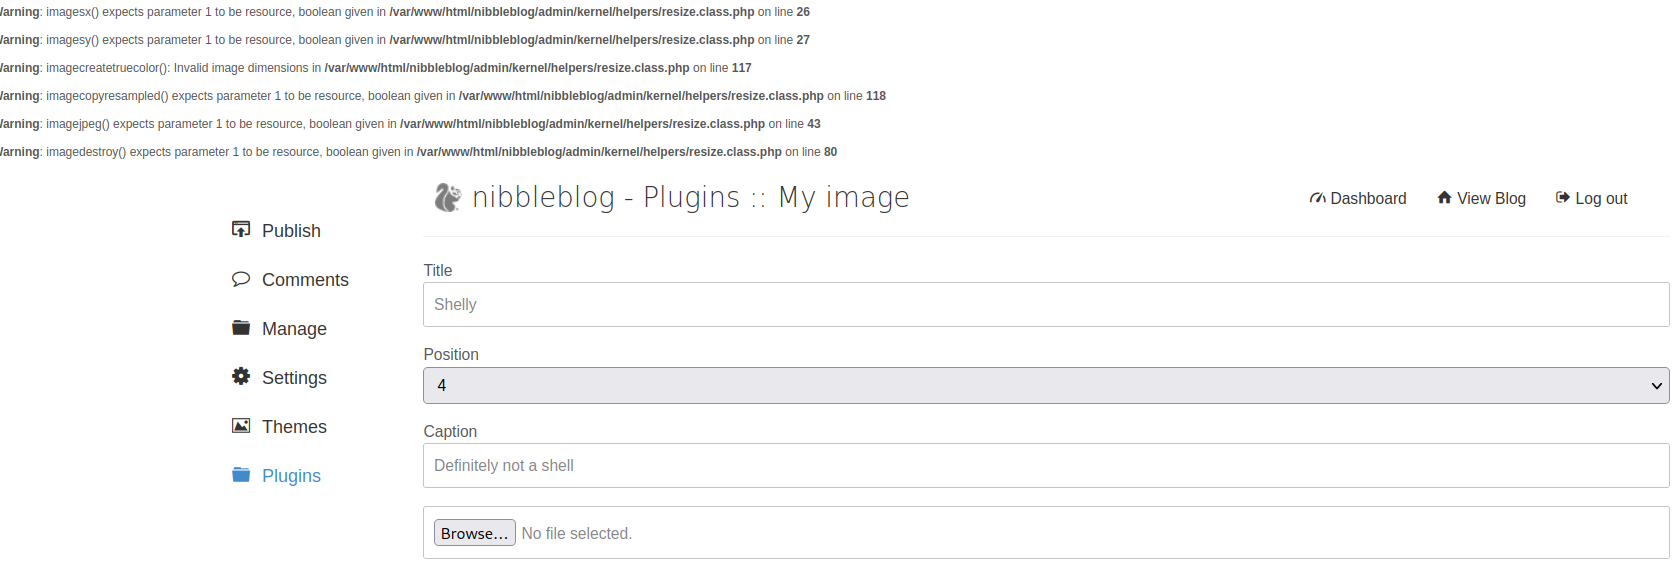 arning: imagesx() expects parameter 1 to be resource, boolean given in /var/www/html/nibbleblog/admin/kernel/helpers/resize.class.php on line 26
arning: imagesy() expects parameter 1 to be resource, boolean given in /var/www/html/nibbleblog/admin/kernel/helpers/resize.class.php on line 27
arning: imagecreatetruecolor(): Invalid image dimensions in /var/www/html/nibbleblog/admin/kernel/helpers/resize.class.php on line 117
arning: imagecopyresampled() expects parameter 1 to be resource, boolean given in /var/www/html/nibbleblog/admin/kernel/helpers/resize.class.php on line 118
arning: imagejpeg() expects parameter 1 to be resource, boolean given in /var/www/html/nibbleblog/admin/kernel/helpers/resize.class.php on line 43
arning: imagedestroy() expects parameter 1 to be resource, boolean given in /var/www/html/nibbleblog/admin/kernel/helpers/resize.class.php on line 80
nibbleblog - Plugins :: My image
Dashboard View Blog Log out
Publish
Comments
Manage
Settings
Themes
Plugins
Title
Shelly
Position
4
Caption
Definitely not a shell
Browse... No file selected.